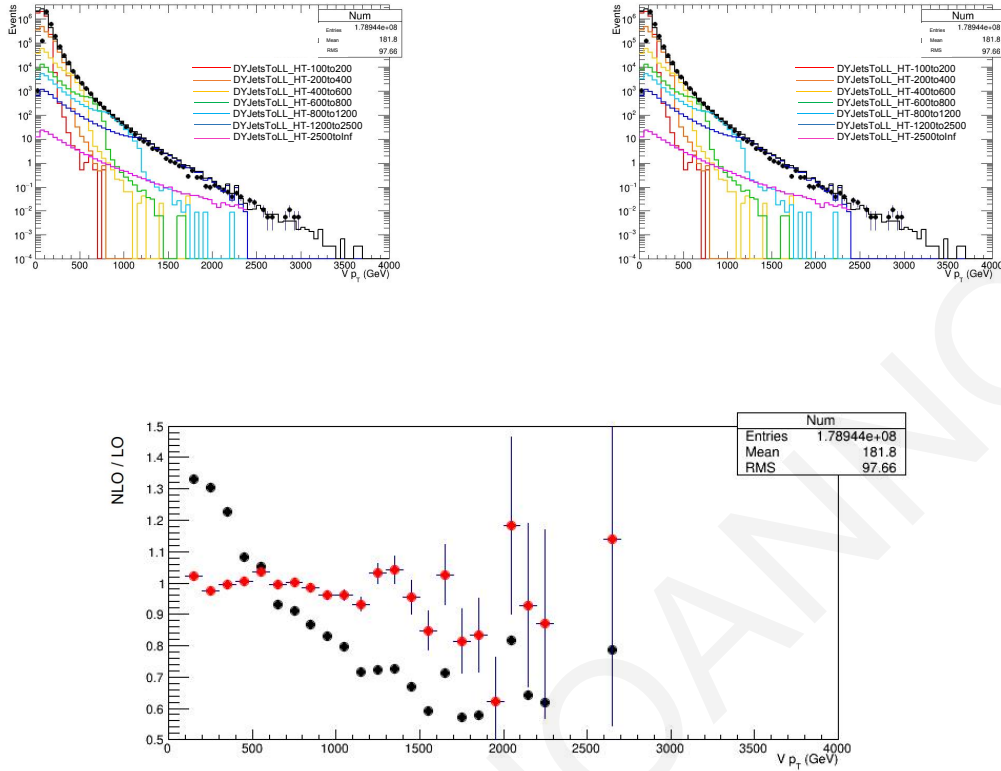 Events
10⁶
10⁵
10⁴
10³
10²
10
1
10⁻¹
10⁻²
10⁻³
10⁻⁴
0 500 1000 1500 2000 2500 3000 3500 4000
V p_T (GeV)
Num
Entries 1.78944e+08
Mean 181.8
RMS 97.66
DYJetsToLL_HT-100to200
DYJetsToLL_HT-200to400
DYJetsToLL_HT-400to600
DYJetsToLL_HT-600to800
DYJetsToLL_HT-800to1200
DYJetsToLL_HT-1200to2500
DYJetsToLL_HT-2500toInf
Events
10⁶
10⁵
10⁴
10³
10²
10
1
10⁻¹
10⁻²
10⁻³
10⁻⁴
0 500 1000 1500 2000 2500 3000 3500 4000
V p_T (GeV)
Num
Entries 1.78944e+08
Mean 181.8
RMS 97.66
DYJetsToLL_HT-100to200
DYJetsToLL_HT-200to400
DYJetsToLL_HT-400to600
DYJetsToLL_HT-600to800
DYJetsToLL_HT-800to1200
DYJetsToLL_HT-1200to2500
DYJetsToLL_HT-2500toInf
NLO / LO
1.5
1.4
1.3
1.2
1.1
1
0.9
0.8
0.7
0.6
0.5
0 500 1000 1500 2000 2500 3000 3500 4000
V p_T (GeV)
Num
Entries 1.78944e+08
Mean 181.8
RMS 97.66